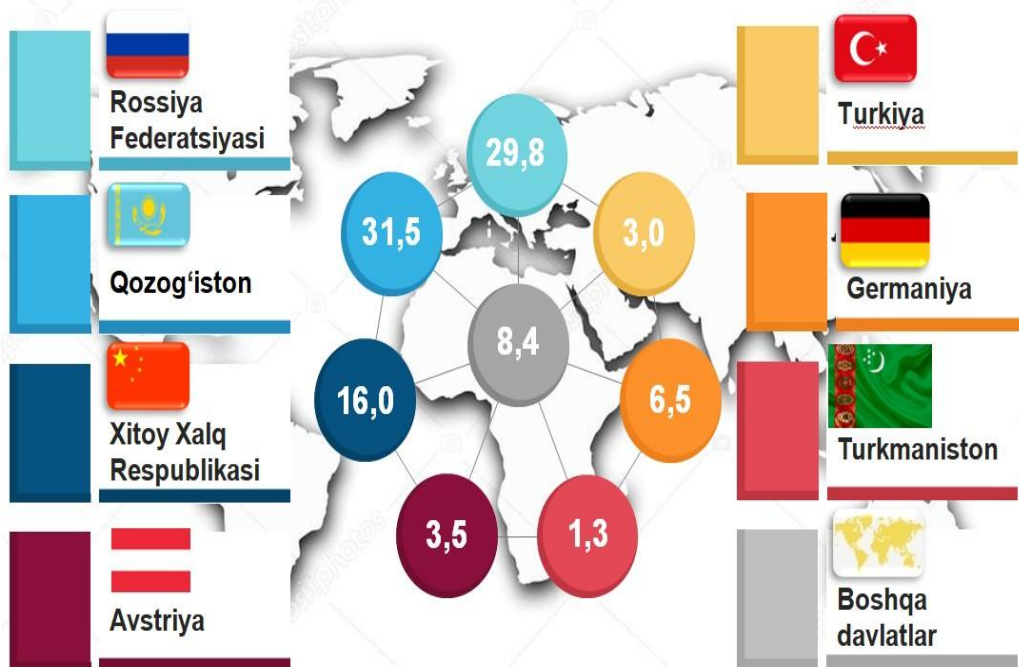 Rossiya
Federatsiyasi
Qozog‘iston
Xitoy Xalq
Respublikasi
Avstriya
29,8
31,5
3,0
8,4
16,0
6,5
3,5
1,3
Turkiya
Germaniya
Turkmaniston
Boshqa
davlatlar